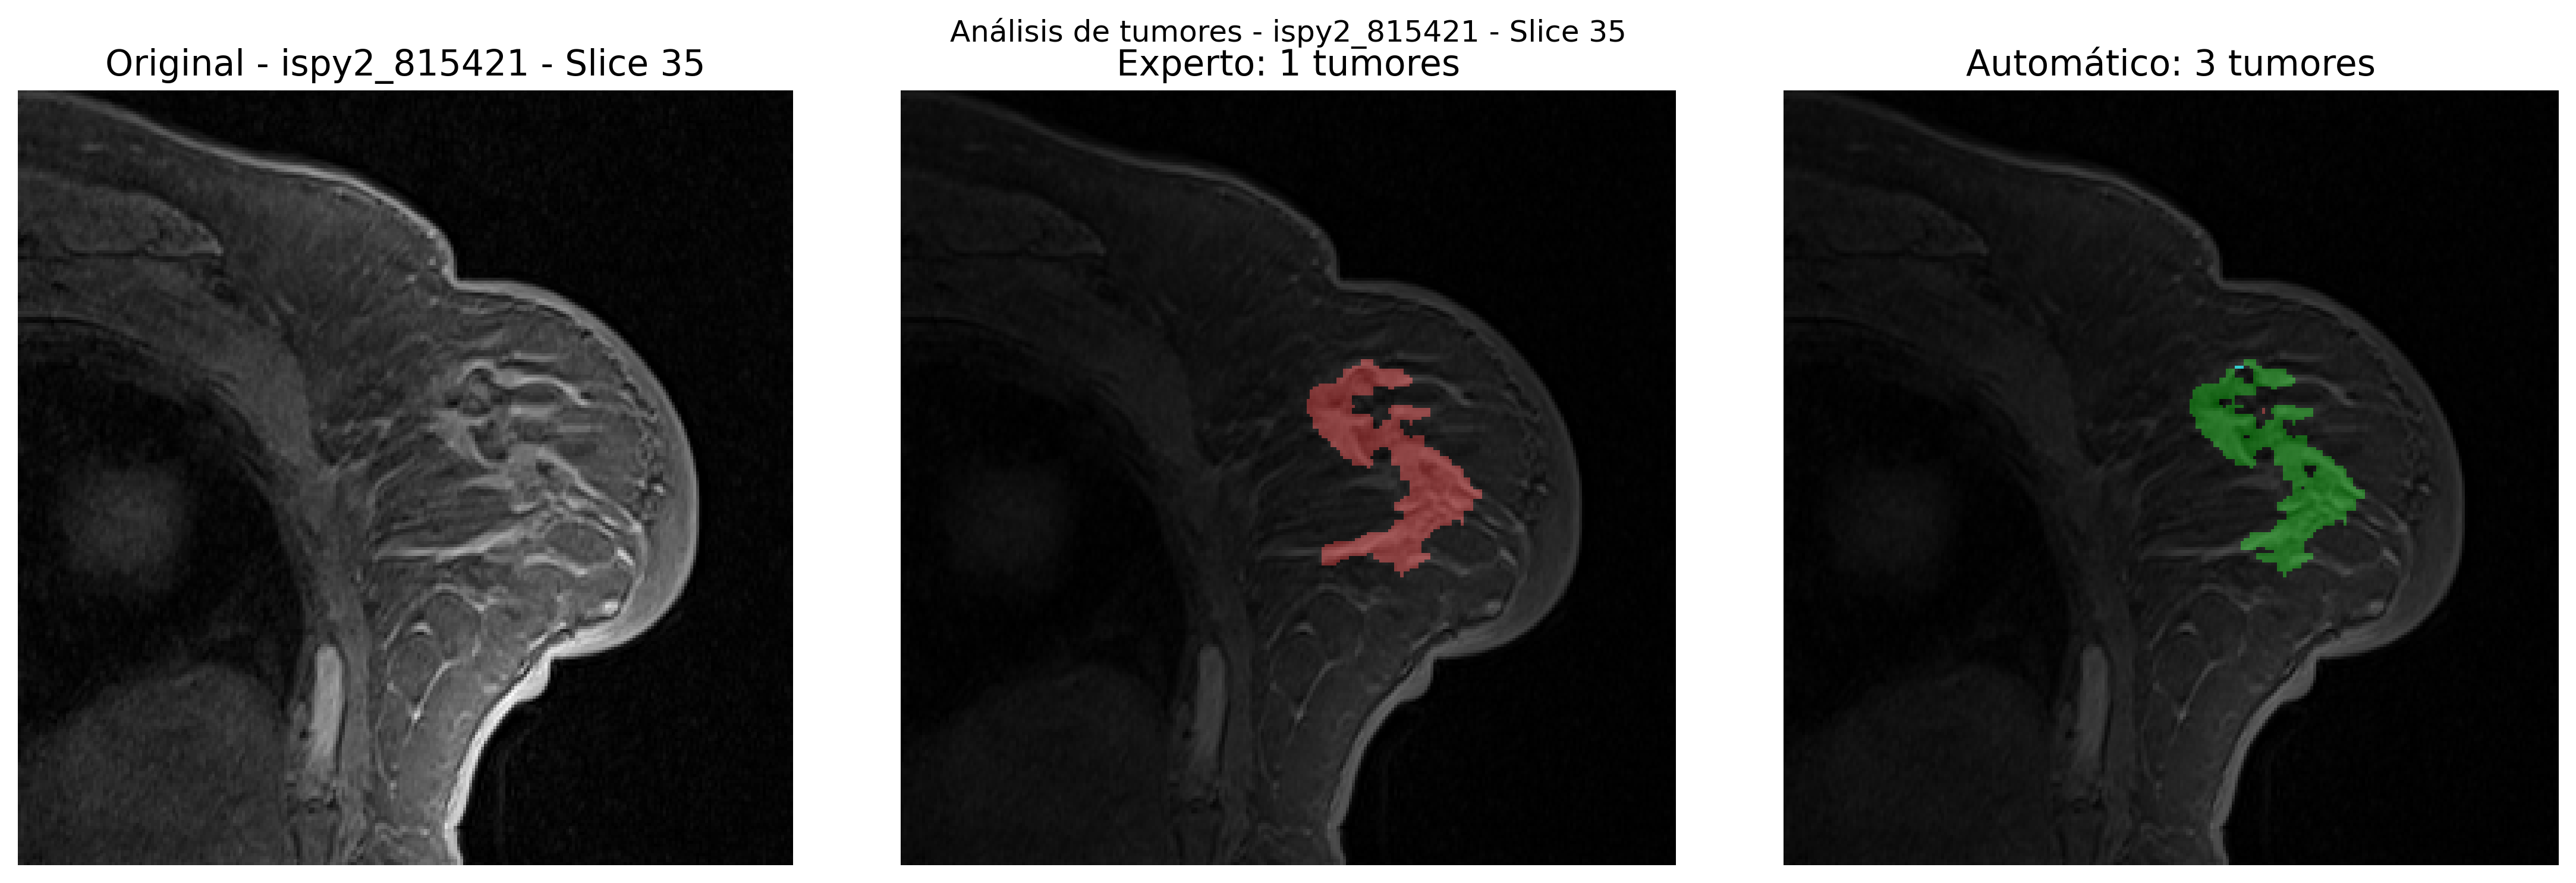 Análisis de tumores - ispy2_815421 - Slice 35
Original - ispy2_815421 - Slice 35
Experto: 1 tumores
Automático: 3 tumores